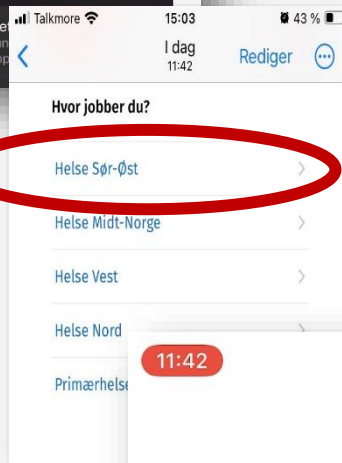 Talkmore 15:03 43 %
I dag
11:42
Rediger
Hvor jobber du?
Helse Sør-Øst
Helse Midt-Norge
Helse Vest
Helse Nord
11:42